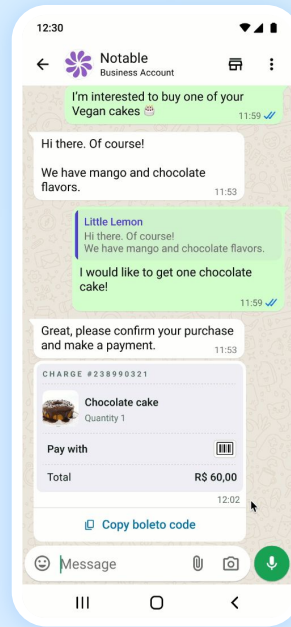 12:30
Notable
Business Account
I'm interested to buy one of your
Vegan cakes 🎂
11:59
Hi there. Of course!
We have mango and chocolate
flavors.
11:53
Little Lemon
Hi there. Of course!
We have mango and chocolate flavors.
I would like to get one chocolate
cake!
11:59
Great, please confirm your purchase
and make a payment.
11:53
CHARGE #238990321
Chocolate cake
Quantity 1
Pay with
Total R$ 60,00
12:02
Copy boleto code
Message